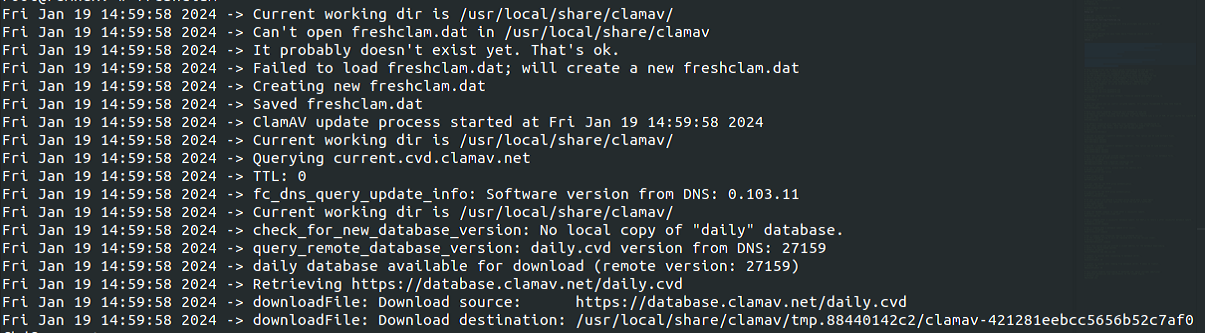 Fri Jan 19 14:59:58 2024 -> Current working dir is /usr/local/share/clamav/
Fri Jan 19 14:59:58 2024 -> Can't open freshclam.dat in /usr/local/share/clamav
Fri Jan 19 14:59:58 2024 -> It probably doesn't exist yet. That's ok.
Fri Jan 19 14:59:58 2024 -> Failed to load freshclam.dat; will create a new freshclam.dat
Fri Jan 19 14:59:58 2024 -> Creating new freshclam.dat
Fri Jan 19 14:59:58 2024 -> Saved freshclam.dat
Fri Jan 19 14:59:58 2024 -> ClamAV update process started at Fri Jan 19 14:59:58 2024
Fri Jan 19 14:59:58 2024 -> Current working dir is /usr/local/share/clamav/
Fri Jan 19 14:59:58 2024 -> Querying current.cvd.clamav.net
Fri Jan 19 14:59:58 2024 -> TTL: 0
Fri Jan 19 14:59:58 2024 -> fc_dns_query_update_info: Software version from DNS: 0.103.11
Fri Jan 19 14:59:58 2024 -> Current working dir is /usr/local/share/clamav/
Fri Jan 19 14:59:58 2024 -> check_for_new_database_version: No local copy of "daily" database.
Fri Jan 19 14:59:58 2024 -> query_remote_database_version: daily.cvd version from DNS: 27159
Fri Jan 19 14:59:58 2024 -> daily database available for download (remote version: 27159)
Fri Jan 19 14:59:58 2024 -> Retrieving https://database.clamav.net/daily.cvd
Fri Jan 19 14:59:58 2024 -> downloadFile: Download source:      https://database.clamav.net/daily.cvd
Fri Jan 19 14:59:58 2024 -> downloadFile: Download destination: /usr/local/share/clamav/tmp.88440142c2/clamav-421281eebcc5656b52c7af0